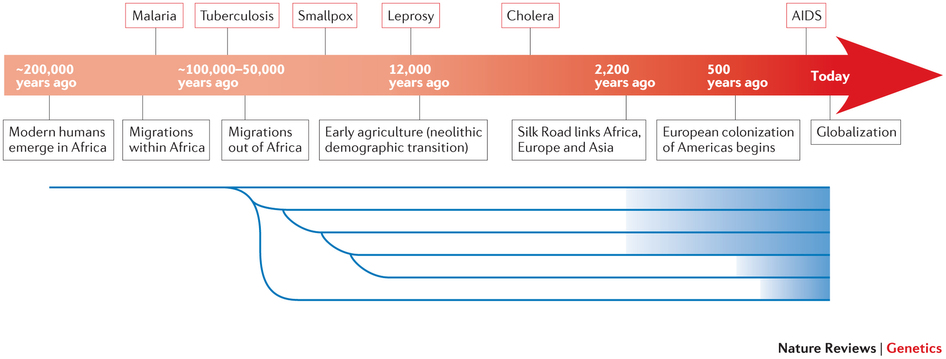 Malaria
Tuberculosis
Smallpox
Leprosy
Cholera
AIDS
~200,000
years ago
~100,000–50,000
years ago
12,000
years ago
2,200
years ago
500
years ago
Today
Modern humans
emerge in Africa
Migrations
within Africa
Migrations
out of Africa
Early agriculture (neolithic
demographic transition)
Silk Road links Africa,
Europe and Asia
European colonization
of Americas begins
Globalization
Nature Reviews | Genetics